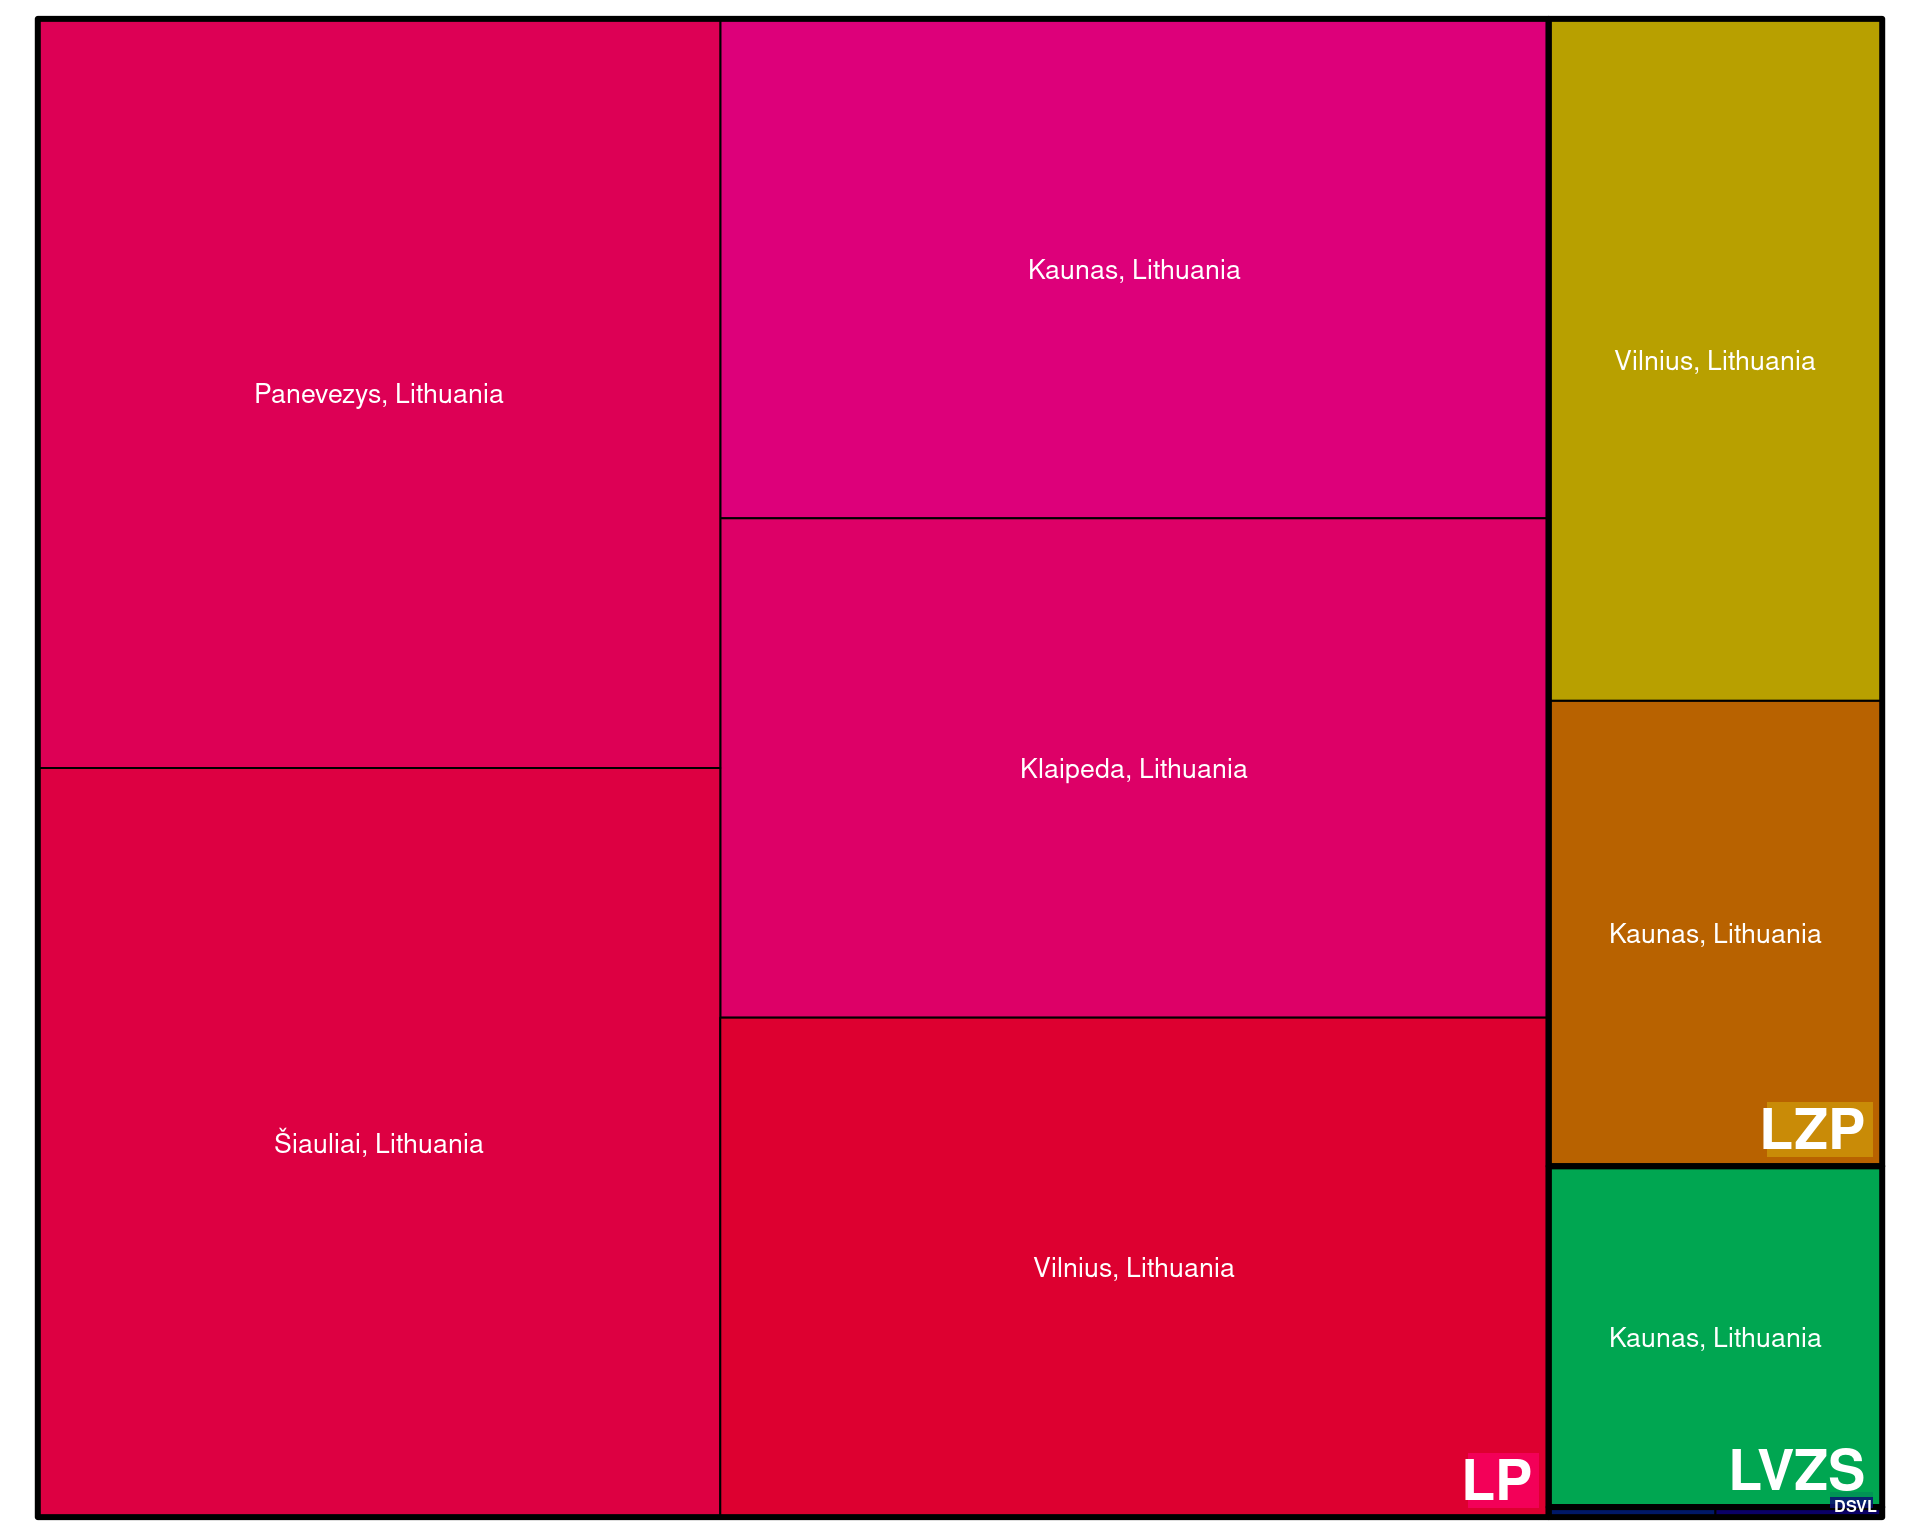 Panevezys, Lithuania
Šiauliai, Lithuania
Kaunas, Lithuania
Klaipeda, Lithuania
Vilnius, Lithuania
LP
Vilnius, Lithuania
Kaunas, Lithuania
LZP
Kaunas, Lithuania
LVZS
DSVL